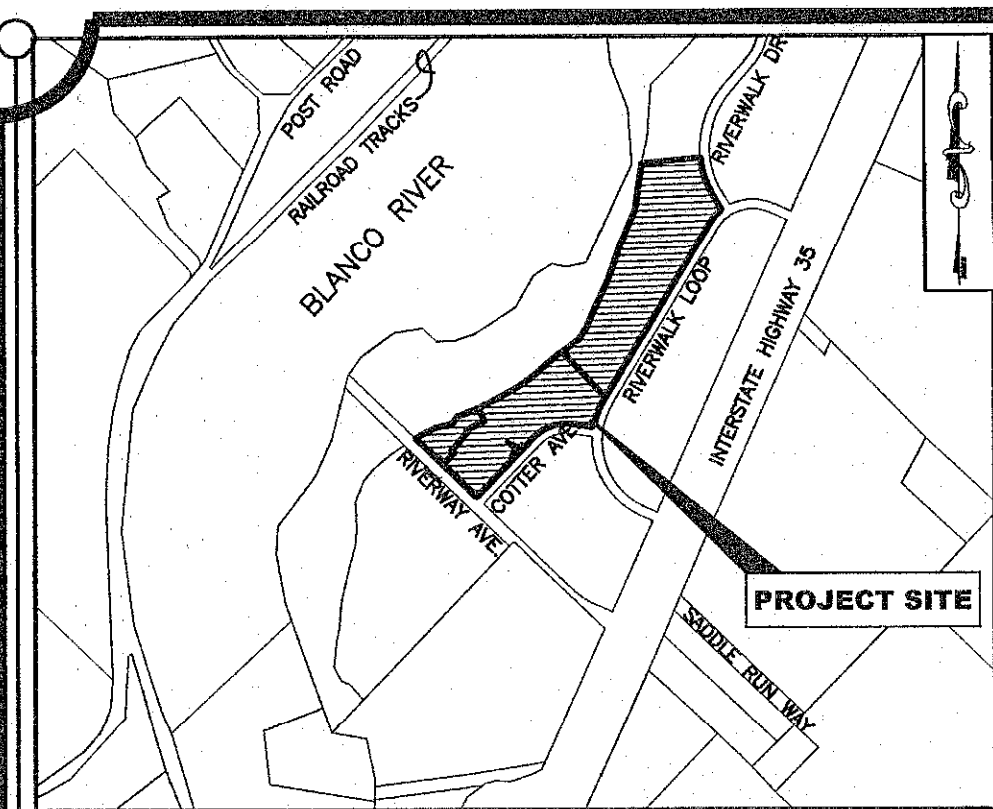 POST ROAD
RAILROAD TRACKS
BLANCO RIVER
RIVERWALK DR
RIVERWALK LOOP
INTERSTATE HIGHWAY 35
COTTER AVE
RIVERWAY AVE.
PROJECT SITE
SADDLE RUN WAY